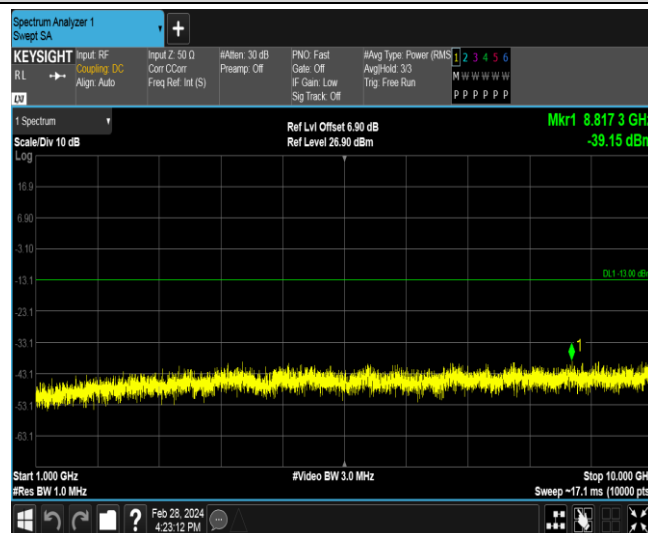 Spectrum Analyzer 1
Swept SA
KEYSIGHT
RL
LXI
Input: RF
Coupling: DC
Align: Auto
Input Z: 50 Ω
Corr CCorr
Freq Ref: Int (S)
#Atten: 30 dB
Preamp: Off
PNO: Fast
Gate: Off
IF Gain: Low
Sig Track: Off
#Avg Type: Power (RMS
Avg|Hold: 3/3
Trig: Free Run
1 2 3 4 5 6
M W W W W W
P P P P P P
1 Spectrum
Scale/Div 10 dB
Ref Lvl Offset 6.90 dB
Ref Level 26.90 dBm
Mkr1 8.817 3 GHz
-39.15 dBm
Log
16.9
6.90
-3.10
-13.1
-23.1
-33.1
-43.1
-53.1
-63.1
DL1 -13.00 dBm
1
Start 1.000 GHz
#Res BW 1.0 MHz
#Video BW 3.0 MHz
Stop 10.000 GH
Sweep ~17.1 ms (10000 pts
?
Feb 28, 2024
4:23:12 PM